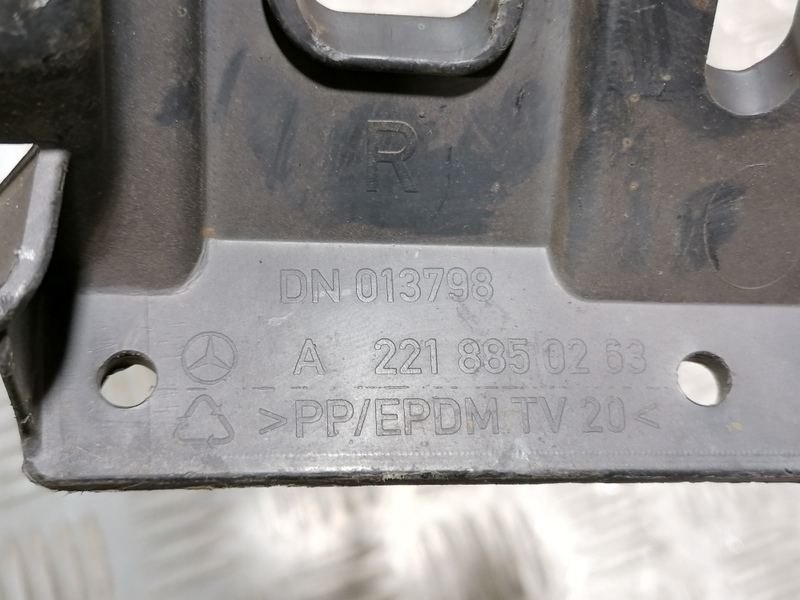 R
DN 013798
A 221 885 02 63
>PP/EPDM TV 20<